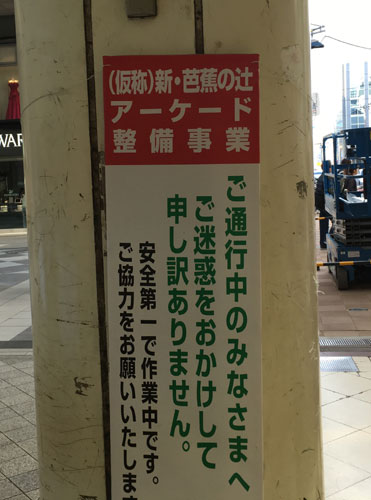 (仮称)新・芭蕉の辻
アーケード
整備事業
ご通行中のみなさまへ
ご迷惑をおかけして
申し訳ありません。
安全第一で作業中です。
ご協力をお願いいたしま
WAR